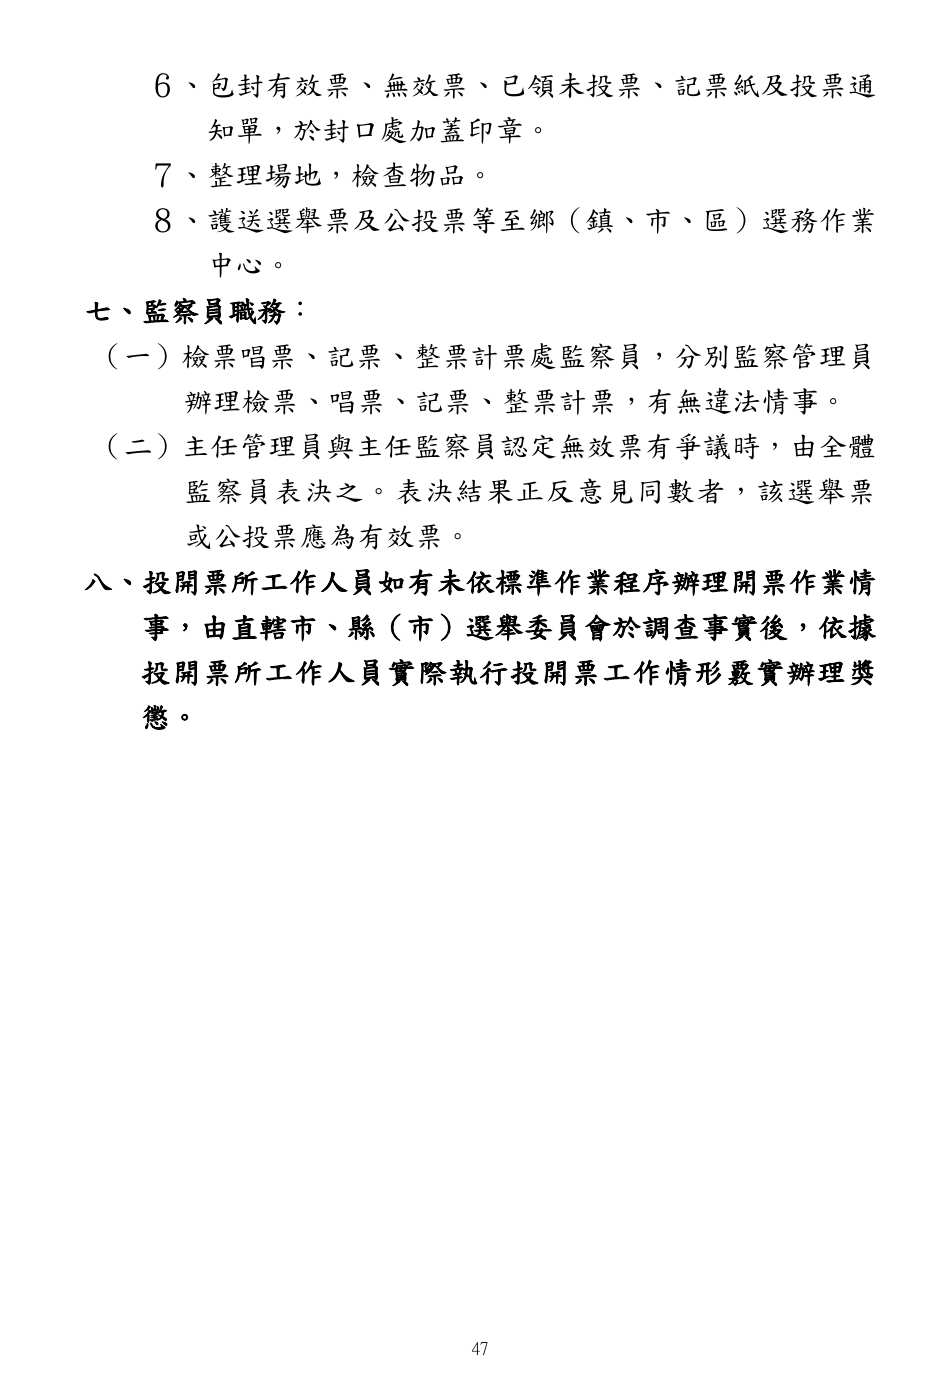 ６、包封有效票、無效票、已領未投票、記票紙及投票通
知單，於封口處加蓋印章。
７、整理場地，檢查物品。
８、護送選舉票及公投票等至鄉（鎮、市、區）選務作業
中心。
七、監察員職務：
（一）檢票唱票、記票、整票計票處監察員，分別監察管理員
辦理檢票、唱票、記票、整票計票，有無違法情事。
（二）主任管理員與主任監察員認定無效票有爭議時，由全體
監察員表決之。表決結果正反意見同數者，該選舉票
或公投票應為有效票。
八、投開票所工作人員如有未依標準作業程序辦理開票作業情
事，由直轄市、縣（市）選舉委員會於調查事實後，依據
投開票所工作人員實際執行投開票工作情形覈實辦理獎
懲。
47